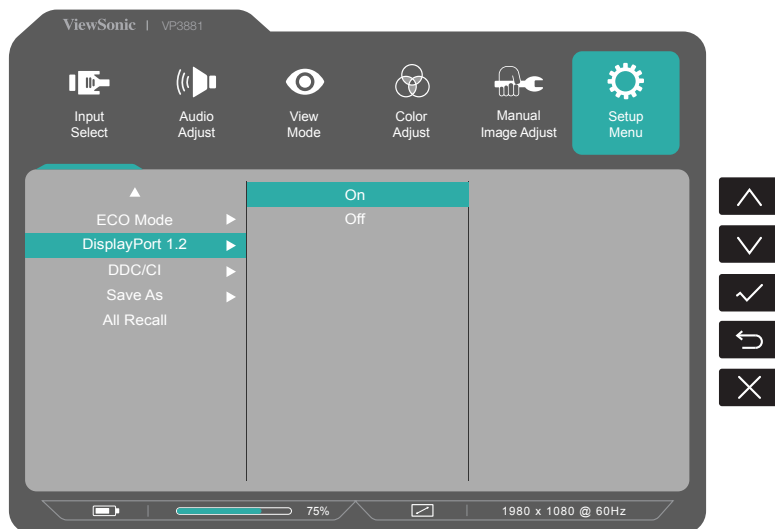 ViewSonic | VP3881
Input Select
Audio Adjust
View Mode
Color Adjust
Manual Image Adjust
Setup Menu
ECO Mode
DisplayPort 1.2
DDC/CI
Save As
All Recall
On
Off
75%
1980 x 1080 @ 60Hz